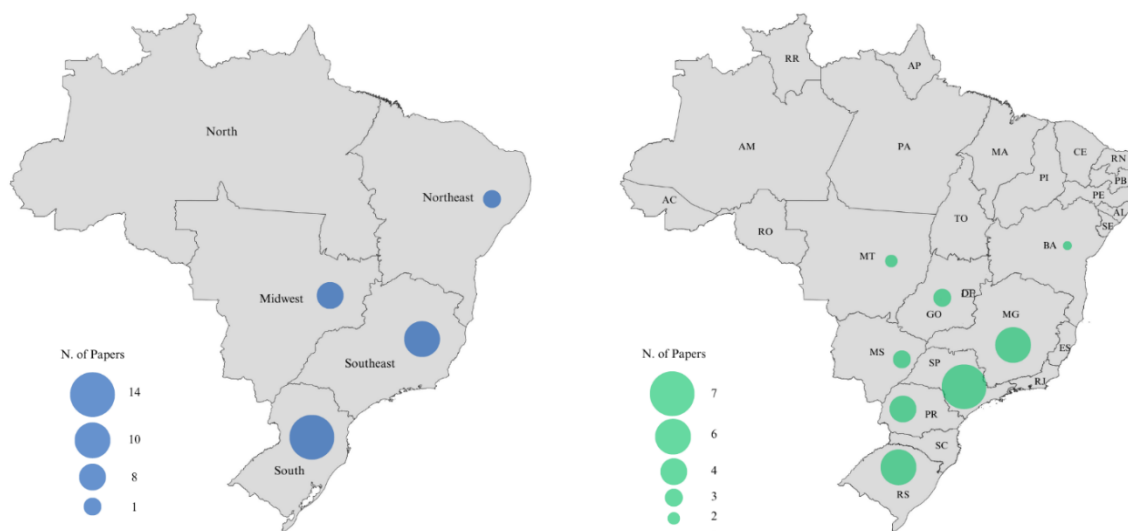 North
Northeast
Midwest
Southeast
South
N. of Papers
14
10
8
1
RR
AP
AM
PA
MA
CE
RN
PB
PI
PE
AL
SE
AC
TO
RO
BA
MT
GO
MG
ES
MS
SP
RJ
PR
SC
RS
N. of Papers
7
6
4
3
2